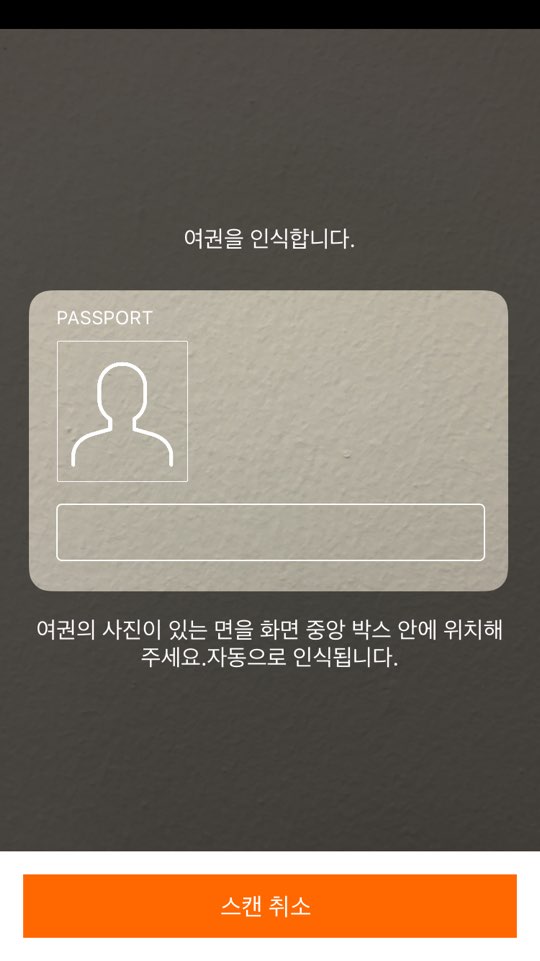 여권을 인식합니다.
PASSPORT
여권의 사진이 있는 면을 화면 중앙 박스 안에 위치해
주세요.자동으로 인식됩니다.
스캔 취소